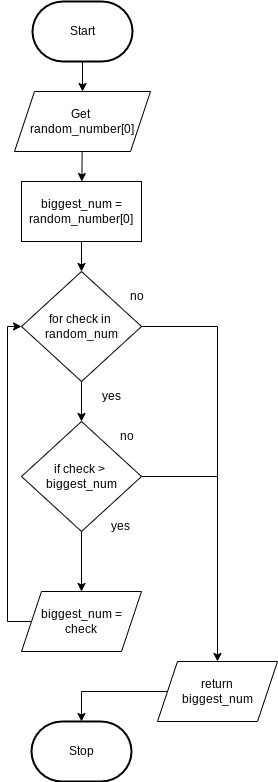 Start
Get
random_number[0]
biggest_num =
random_number[0]
no
for check in
random_num
yes
no
if check >
biggest_num
yes
biggest_num =
check
return
biggest_num
Stop